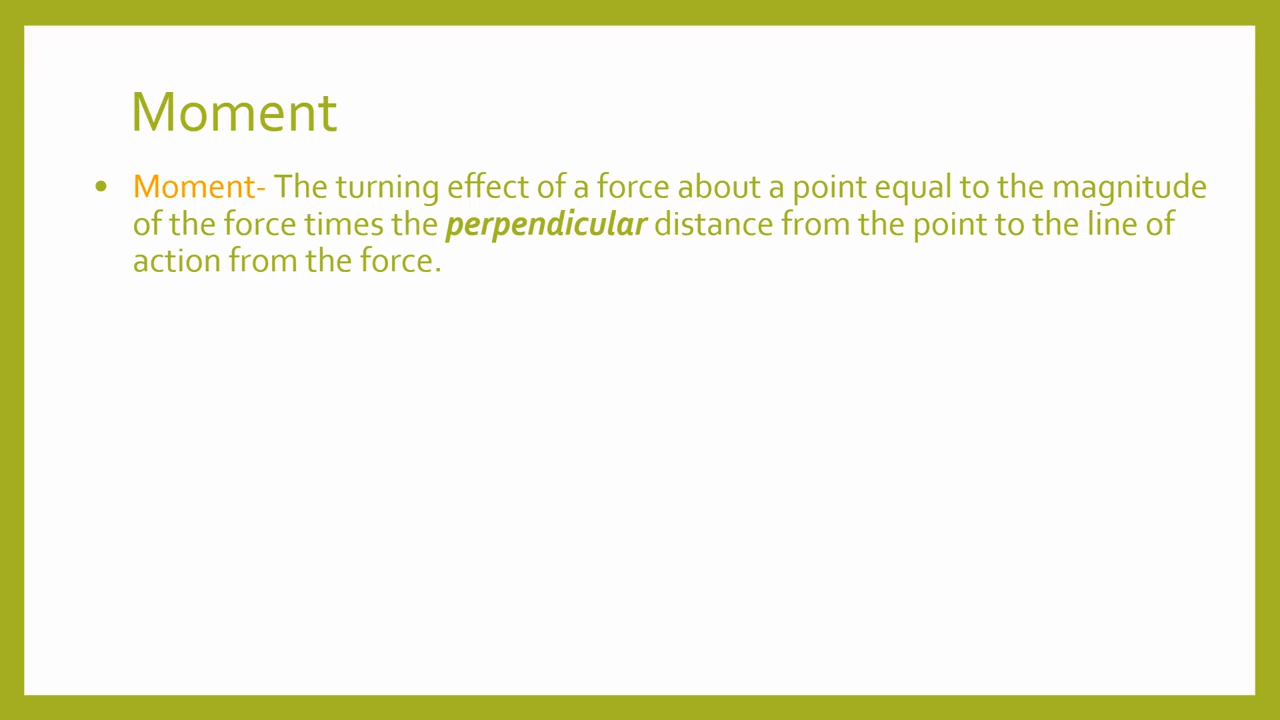 Moment
• Moment- The turning effect of a force about a point equal to the magnitude
of the force times the perpendicular distance from the point to the line of
action from the force.